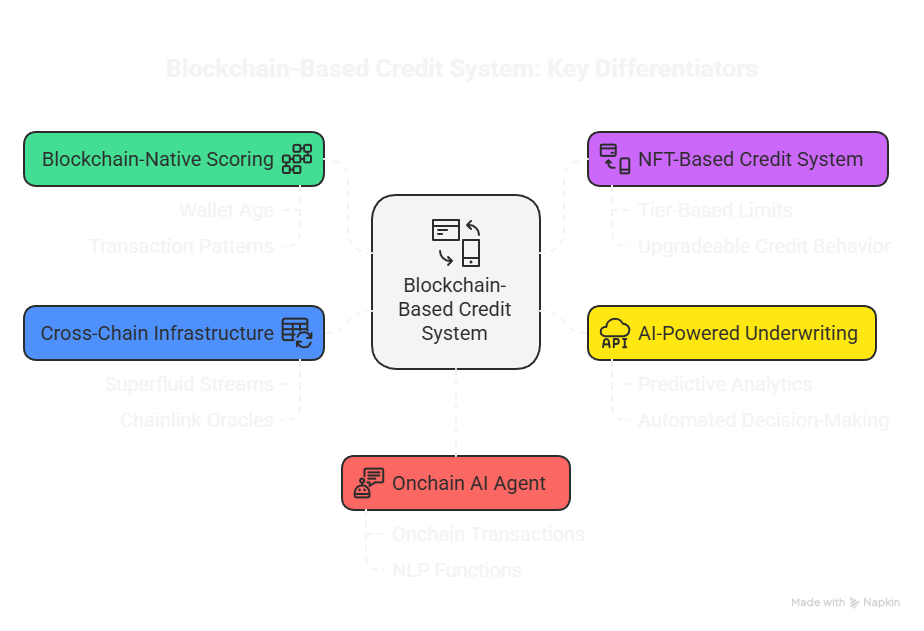 Blockchain-Based Credit System: Key Differentiators
Blockchain-Native Scoring
Wallet Age
Transaction Patterns
NFT-Based Credit System
Tier-Based Limits
Upgradeable Credit Behavior
Blockchain-
Based Credit
System
Cross-Chain Infrastructure
Superfluid Streams
Chainlink Oracles
API
AI-Powered Underwriting
Predictive Analytics
Automated Decision-Making
Onchain AI Agent
Onchain Transactions
NLP Functions
Made with Napkin